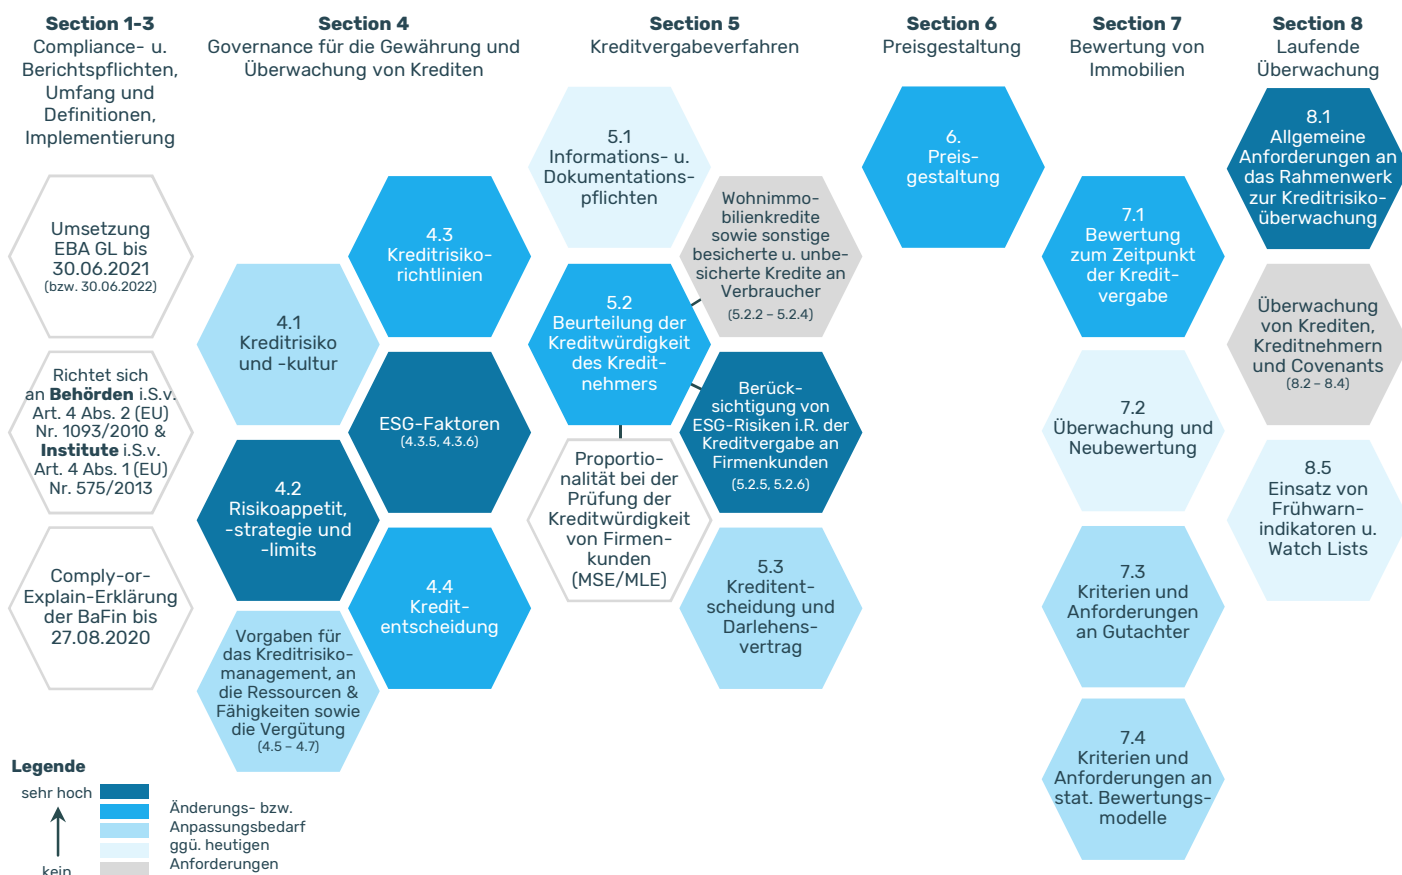 Section 1-3
Compliance- u.
Berichtspflichten,
Umfang und
Definitionen,
Implementierung
Umsetzung
EBA GL bis
30.06.2021
(bzw. 30.06.2022)
Richtet sich
an Behörden i.S.v.
Art. 4 Abs. 2 (EU)
Nr. 1093/2010 &
Institute i.S.v.
Art. 4 Abs. 1 (EU)
Nr. 575/2013
Comply-or-
Explain-Erklärung
der BaFin bis
27.08.2020
Section 4
Governance für die Gewährung und
Überwachung von Krediten
4.1
Kreditrisiko
und -kultur
4.2
Risikoappetit,
-strategie und
-limits
Vorgaben für
das Kreditrisiko-
management, an
die Ressourcen &
Fähigkeiten sowie
die Vergütung
(4.5 – 4.7)
4.3
Kreditrisiko-
richtlinien
ESG-Faktoren
(4.3.5, 4.3.6)
4.4
Kredit-
entscheidung
Section 5
Kreditvergabeverfahren
5.1
Informations- u.
Dokumentations-
pflichten
5.2
Beurteilung der
Kreditwürdigkeit
des Kredit-
nehmers
Proportio-
nalität bei der
Prüfung der
Kreditwürdigkeit
von Firmen-
kunden
(MSE/MLE)
Wohnimmo-
bilienkredite
sowie sonstige
besicherte u. unbe-
sicherte Kredite an
Verbraucher
(5.2.2 – 5.2.4)
Berück-
sichtigung von
ESG-Risiken i.R. der
Kreditvergabe an
Firmenkunden
(5.2.5, 5.2.6)
5.3
Kreditent-
scheidung und
Darlehens-
vertrag
Section 6
Preisgestaltung
6.
Preis-
gestaltung
Section 7
Bewertung von
Immobilien
7.1
Bewertung
zum Zeitpunkt
der Kredit-
vergabe
7.2
Überwachung und
Neubewertung
7.3
Kriterien und
Anforderungen
an Gutachter
7.4
Kriterien und
Anforderungen an
stat. Bewertungs-
modelle
Section 8
Laufende
Überwachung
8.1
Allgemeine
Anforderungen an
das Rahmenwerk
zur Kreditrisiko-
überwachung
Überwachung
von Krediten,
Kreditnehmern
und Covenants
(8.2 – 8.4)
8.5
Einsatz von
Frühwarn-
indikatoren u.
Watch Lists
Legende
sehr hoch
kein
Änderungs- bzw.
Anpassungsbedarf
ggü. heutigen
Anforderungen